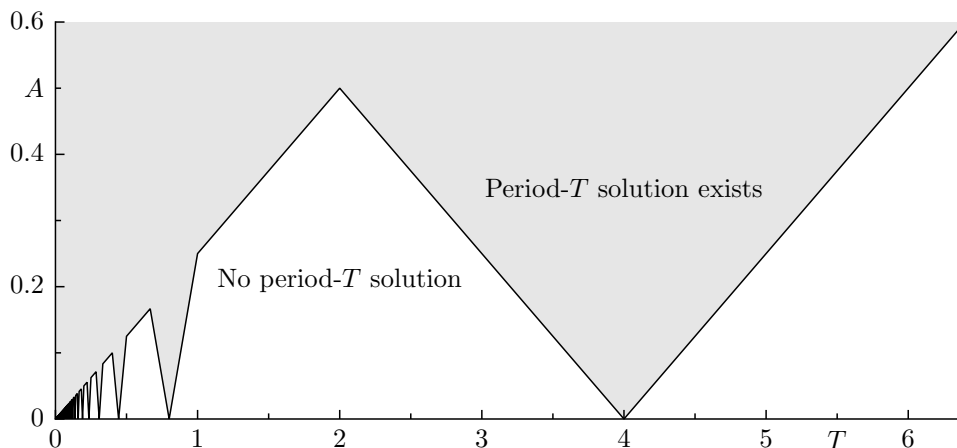 0.6
A
0.4
Period-T solution exists
No period-T solution
0.2
0
0 1 2 3 4 5 T 6